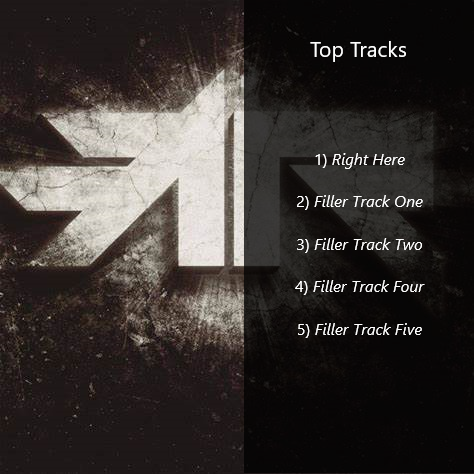 Top Tracks
1) Right Here
2) Filler Track One
3) Filler Track Two
4) Filler Track Four
5) Filler Track Five